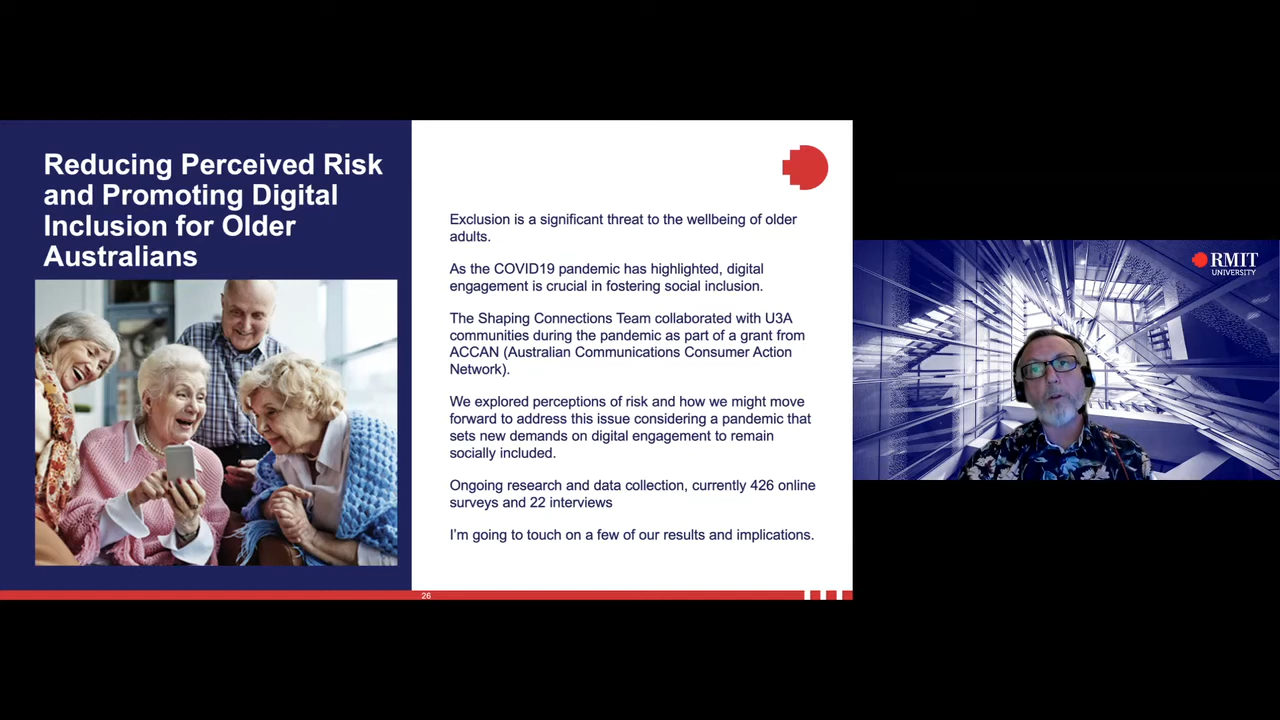 Reducing Perceived Risk
and Promoting Digital
Inclusion for Older
Australians
Exclusion is a significant threat to the wellbeing of older
adults.
As the COVID19 pandemic has highlighted, digital
engagement is crucial in fostering social inclusion.
The Shaping Connections Team collaborated with U3A
communities during the pandemic as part of a grant from
ACCAN (Australian Communications Consumer Action
Network).
We explored perceptions of risk and how we might move
forward to address this issue considering a pandemic that
sets new demands on digital engagement to remain
socially included.
Ongoing research and data collection, currently 426 online
surveys and 22 interviews
I’m going to touch on a few of our results and implications.
26
RMIT
UNIVERSITY